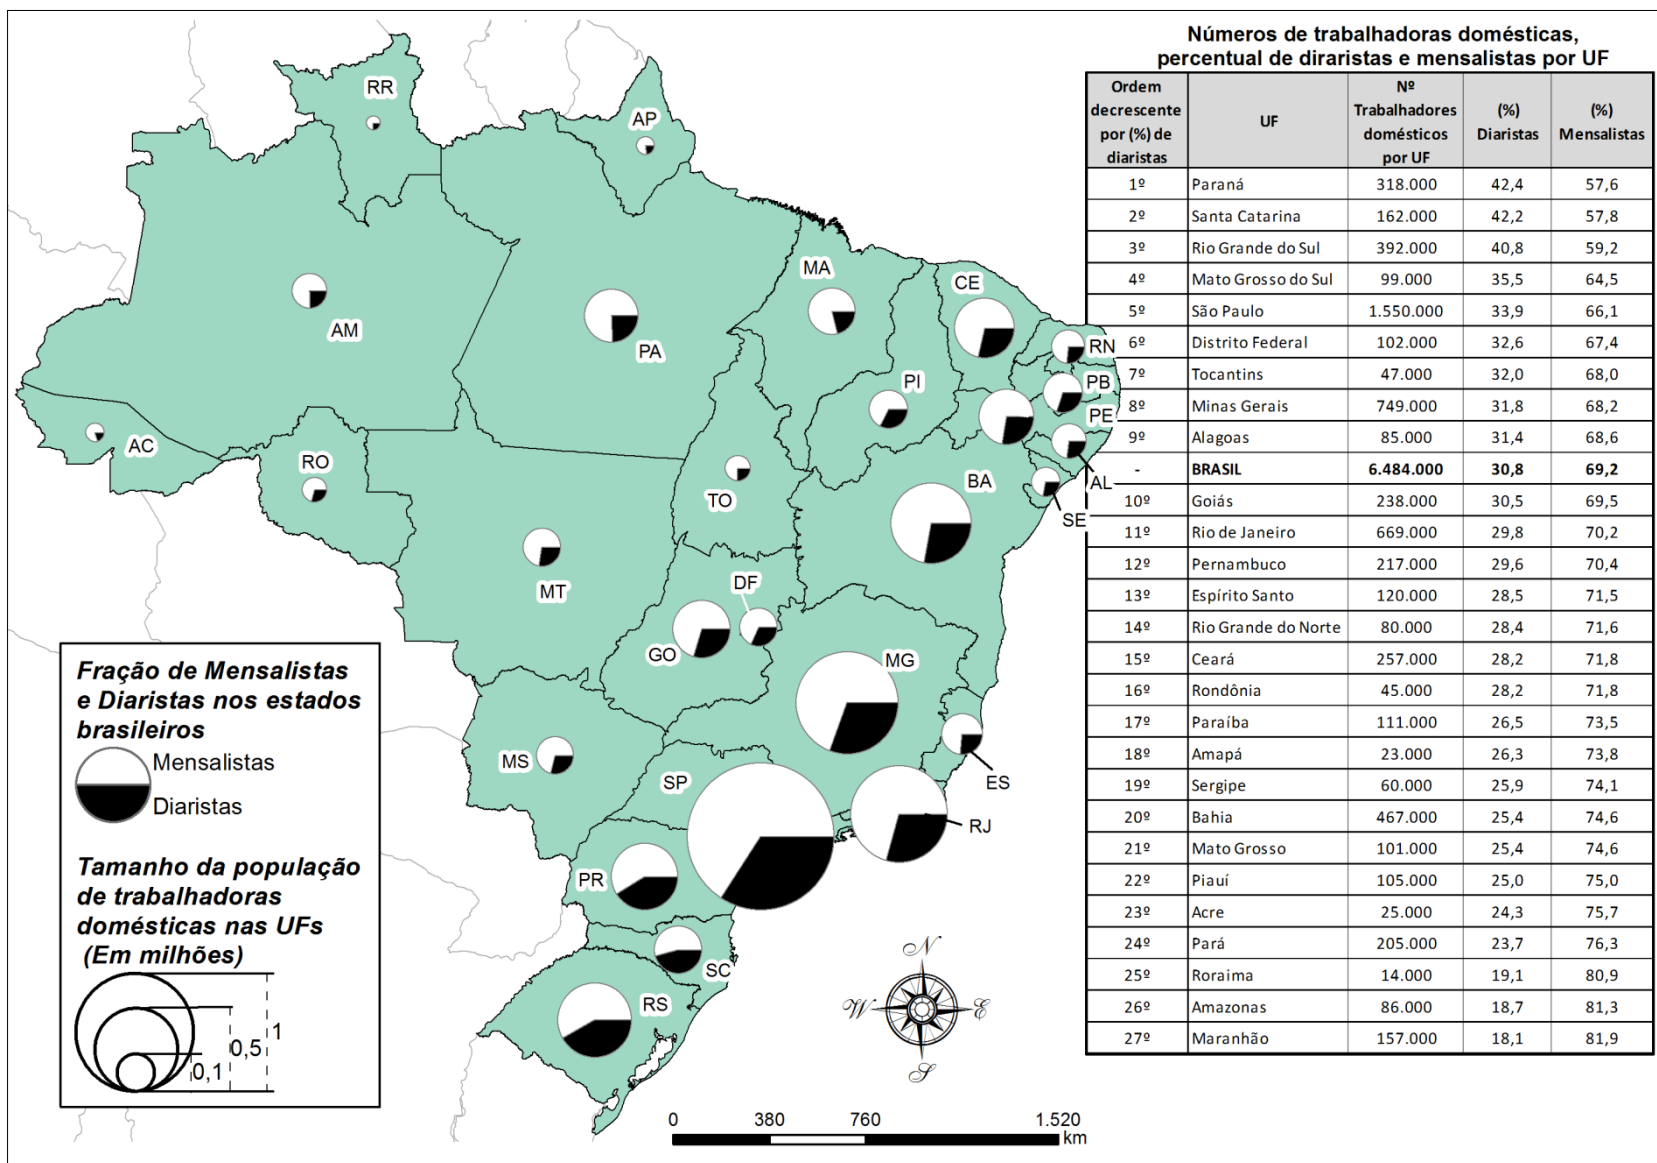 Números de trabalhadoras domésticas,
percentual de diraristas e mensalistas por UF
Ordem decrescente por (%) de diaristas UF Nº Trabalhadores domésticos por UF (%) Diaristas (%) Mensalistas
1º Paraná 318.000 42,4 57,6
2º Santa Catarina 162.000 42,2 57,8
3º Rio Grande do Sul 392.000 40,8 59,2
4º Mato Grosso do Sul 99.000 35,5 64,5
5º São Paulo 1.550.000 33,9 66,1
6º Distrito Federal 102.000 32,6 67,4
7º Tocantins 47.000 32,0 68,0
8º Minas Gerais 749.000 31,8 68,2
9º Alagoas 85.000 31,4 68,6
- BRASIL 6.484.000 30,8 69,2
10º Goiás 238.000 30,5 69,5
11º Rio de Janeiro 669.000 29,8 70,2
12º Pernambuco 217.000 29,6 70,4
13º Espírito Santo 120.000 28,5 71,5
14º Rio Grande do Norte 80.000 28,4 71,6
15º Ceará 257.000 28,2 71,8
16º Rondônia 45.000 28,2 71,8
17º Paraíba 111.000 26,5 73,5
18º Amapá 23.000 26,3 73,8
19º Sergipe 60.000 25,9 74,1
20º Bahia 467.000 25,4 74,6
21º Mato Grosso 101.000 25,4 74,6
22º Piauí 105.000 25,0 75,0
23º Acre 25.000 24,3 75,7
24º Pará 205.000 23,7 76,3
25º Roraima 14.000 19,1 80,9
26º Amazonas 86.000 18,7 81,3
27º Maranhão 157.000 18,1 81,9
RR
AP
AM
PA
MA
CE
RN
PI
PB
PE
AC
RO
TO
BA
AL
SE
MT
DF
GO
MG
MS
SP
ES
RJ
PR
SC
RS
Fração de Mensalistas
e Diaristas nos estados
brasileiros
Mensalistas
Diaristas
Tamanho da população
de trabalhadoras
domésticas nas UFs
(Em milhões)
1
0,5
0,1
N
W
E
S
0 380 760 1.520
km